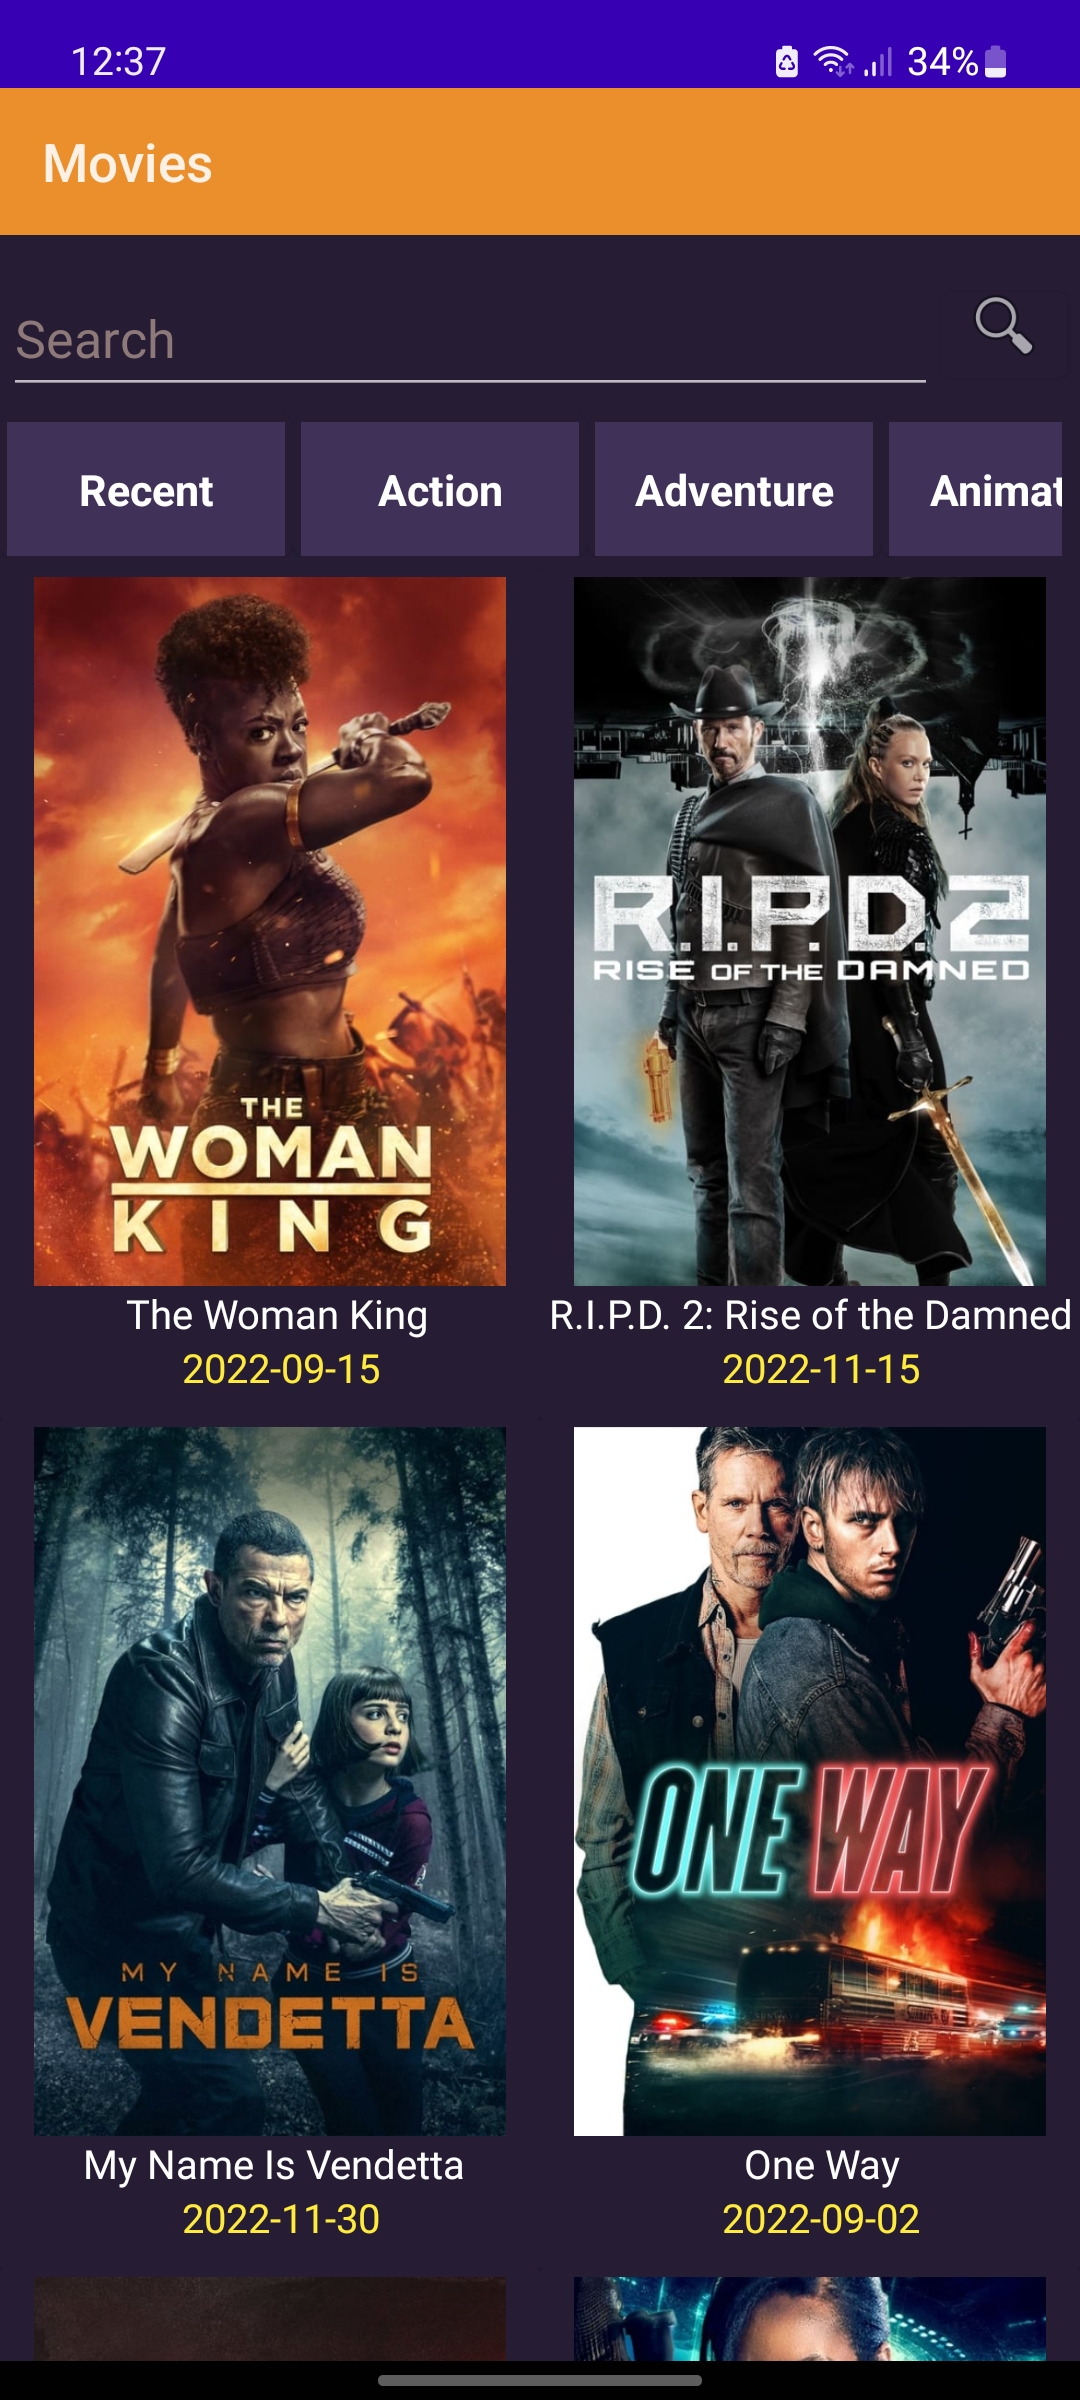 12:37
34%
Movies
Search
Recent
Action
Adventure
Animat
THE
WOMAN
KING
R.I.P.D.2
RISE OF THE DAMNED
The Woman King
2022-09-15
R.I.P.D. 2: Rise of the Damned
2022-11-15
MY NAME IS
VENDETTA
ONE WAY
My Name Is Vendetta
2022-11-30
One Way
2022-09-02